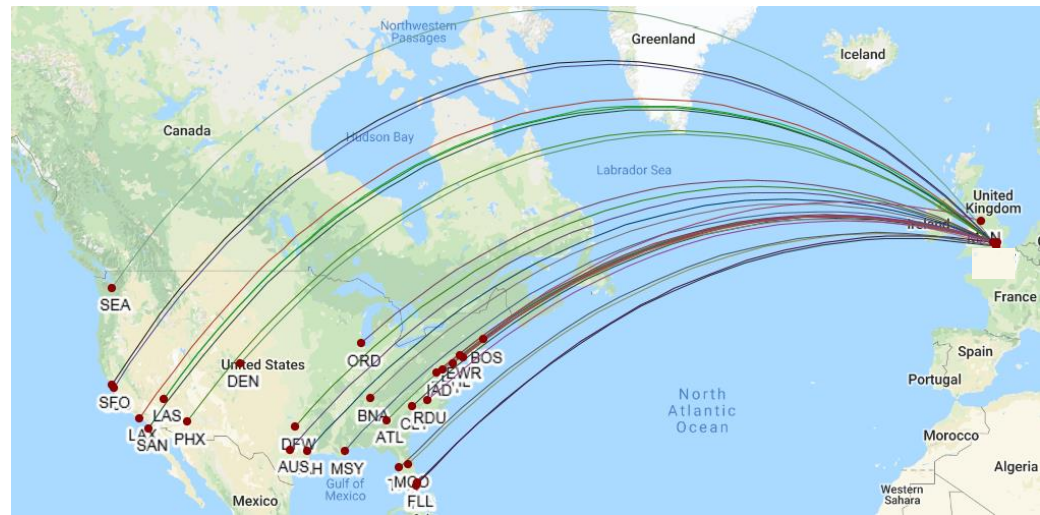 Northwestern
Passages
Greenland
Iceland
Canada
Hudson Bay
Labrador Sea
United
Kingdom
Ireland
SEA
France
ORD
BOS
EWR
United States
DEN
IAD
Spain
Portugal
SFO
LAS
BNA
RDU
North
Atlantic
Ocean
LAX
SAN
PHX
DFW
ATL
Morocco
AUS
MSY
MCO
Algeria
Gulf of
Mexico
FLL
Mexico
Western
Sahara